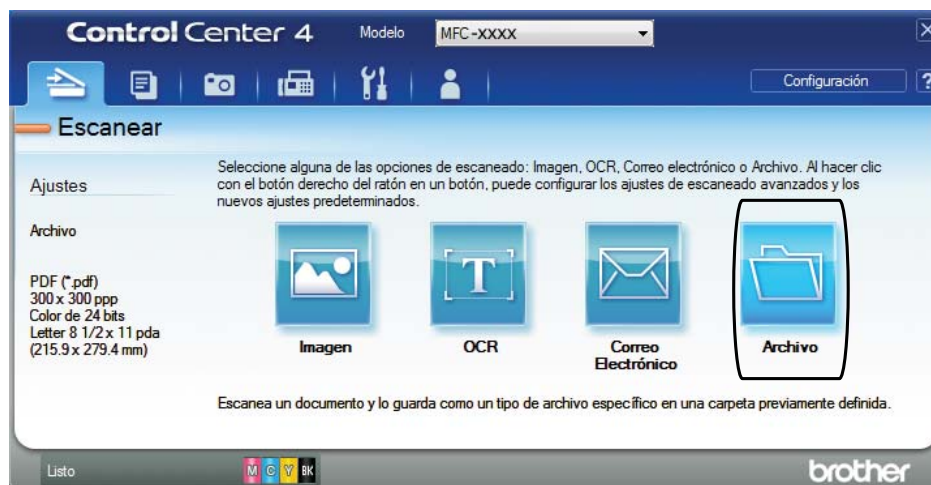 Control Center 4
Modelo
MFC-XXXX
Configuración
?
Escanear
Ajustes
Archivo
PDF (*.pdf)
300 x 300 ppp
Color de 24 bits
Letter 8 1/2 x 11 pda
(215.9 x 279.4 mm)
Seleccione alguna de las opciones de escaneado: Imagen, OCR, Correo electrónico o Archivo. Al hacer clic
con el botón derecho del ratón en un botón, puede configurar los ajustes de escaneado avanzados y los
nuevos ajustes predeterminados.
T
Imagen
OCR
Correo
Electrónico
Archivo
Escanea un documento y lo guarda como un tipo de archivo específico en una carpeta previamente definida.
Listo
M C Y BK
brother